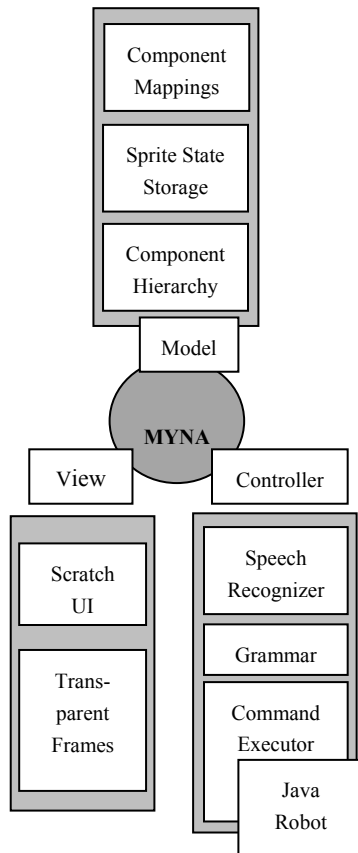 Component
Mappings
Sprite State
Storage
Component
Hierarchy
Model
MYNA
View
Controller
Scratch
UI
Trans-
parent
Frames
Speech
Recognizer
Grammar
Command
Executor
Java
Robot